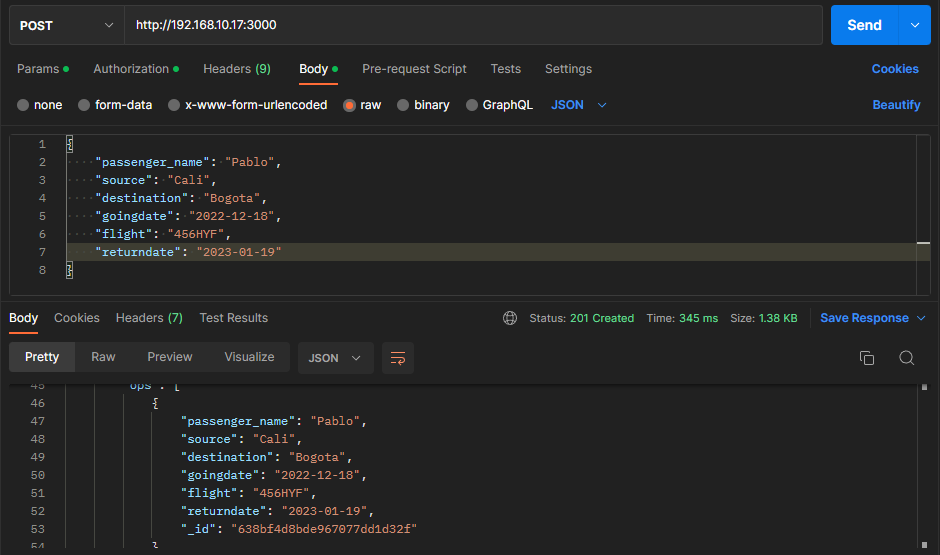 POST http://192.168.10.17:3000 Send
Params Authorization Headers (9) Body Pre-request Script Tests Settings Cookies
none form-data x-www-form-urlencoded raw binary GraphQL JSON Beautify
1 {
2 "passenger_name": "Pablo",
3 "source": "Cali",
4 "destination": "Bogota",
5 "goingdate": "2022-12-18",
6 "flight": "456HYF",
7 "returndate": "2023-01-19"
8 }
Body Cookies Headers (7) Test Results Status: 201 Created Time: 345 ms Size: 1.38 KB Save Response
Pretty Raw Preview Visualize JSON
45 "ops": [
46 {
47 "passenger_name": "Pablo",
48 "source": "Cali",
49 "destination": "Bogota",
50 "goingdate": "2022-12-18",
51 "flight": "456HYF",
52 "returndate": "2023-01-19",
53 "_id": "638bf4d8bde967077dd1d32f"
54 }